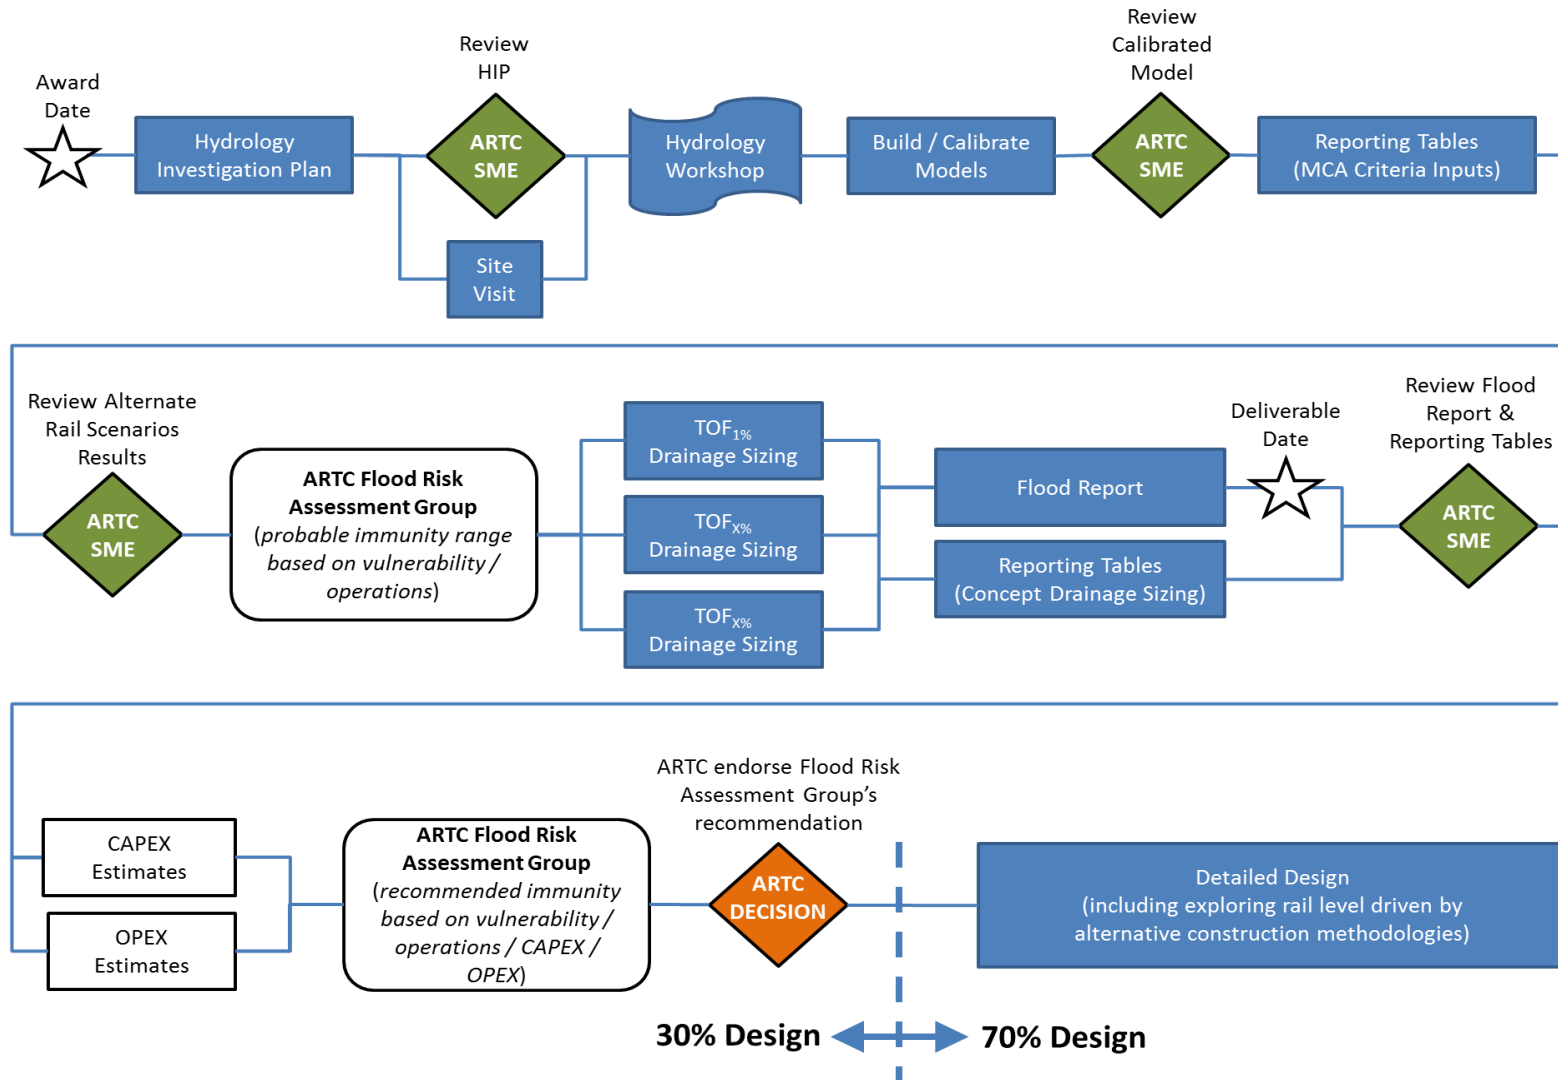 Award
Date
Hydrology
Investigation Plan
Review
HIP
ARTC
SME
Site
Visit
Hydrology
Workshop
Build / Calibrate
Models
Review
Calibrated
Model
ARTC
SME
Reporting Tables
(MCA Criteria Inputs)
Review Alternate
Rail Scenarios
Results
ARTC
SME
ARTC Flood Risk
Assessment Group
(probable immunity range
based on vulnerability /
operations)
TOF1%
Drainage Sizing
TOFX%
Drainage Sizing
TOFX%
Drainage Sizing
Flood Report
Reporting Tables
(Concept Drainage Sizing)
Deliverable
Date
Review Flood
Report &
Reporting Tables
ARTC
SME
CAPEX
Estimates
OPEX
Estimates
ARTC Flood Risk
Assessment Group
(recommended immunity
based on vulnerability /
operations / CAPEX /
OPEX)
ARTC endorse Flood Risk
Assessment Group's
recommendation
ARTC
DECISION
Detailed Design
(including exploring rail level driven by
alternative construction methodologies)
30% Design
70% Design